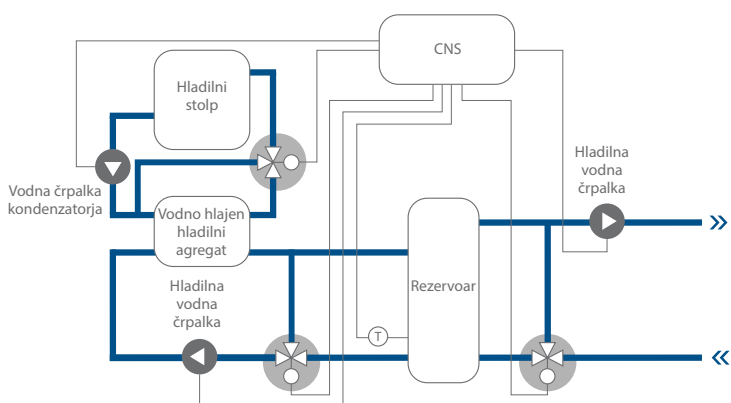 CNS
Hladilni
stolp
Hladilna
vodna
črpalka
Vodna črpalka
kondenzatorja
Vodno hlajen
hladilni
agregat
Rezervoar
Hladilna
vodna
črpalka
T